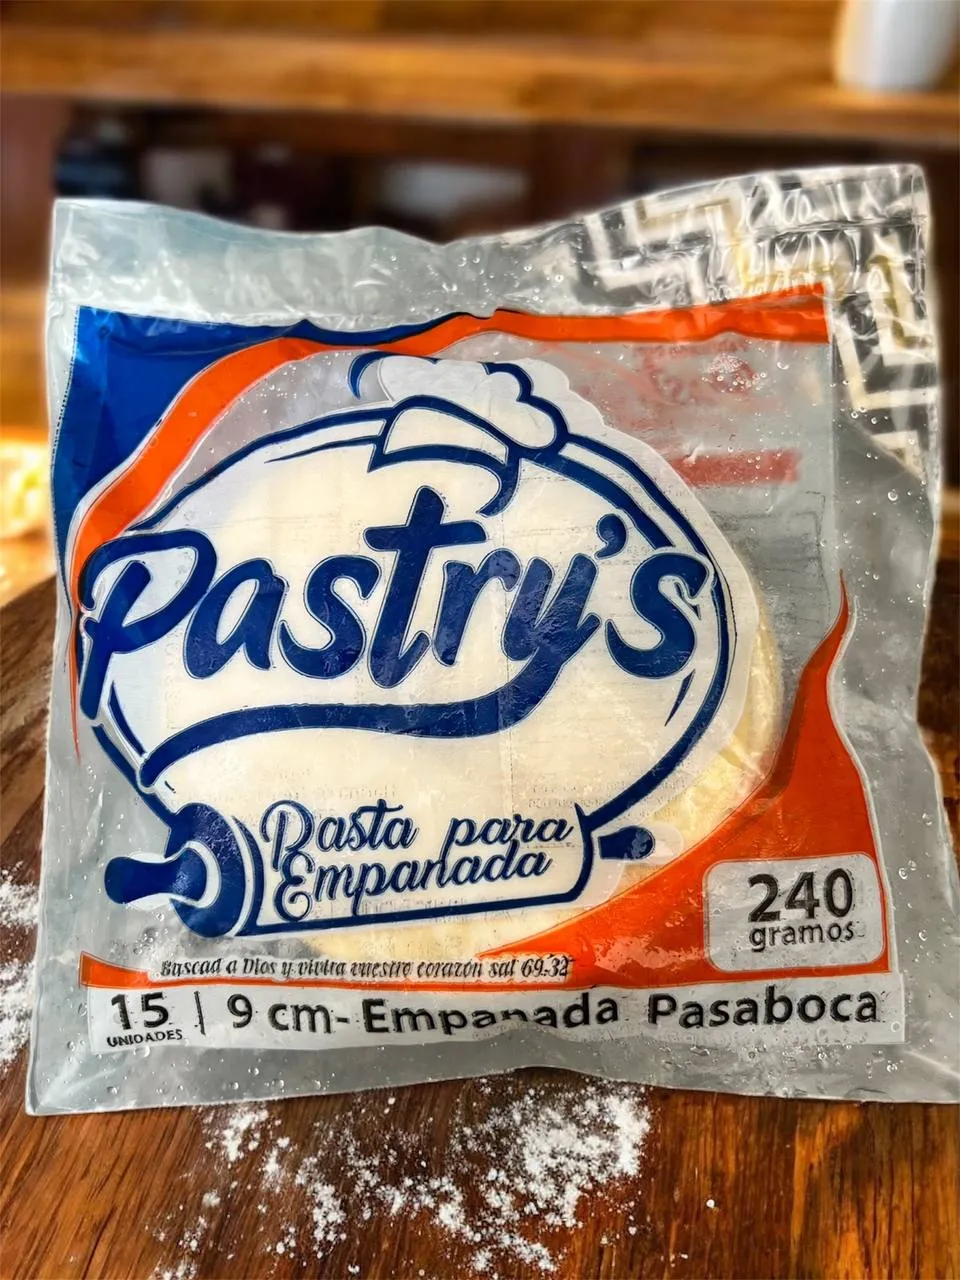 Pastry's
Pasta para
Empanada
240
gramos
Buscad a Dios y vivira vuestro corazón sal 69:32
15 | 9 cm- Empanada Pasaboca
UNIDADES